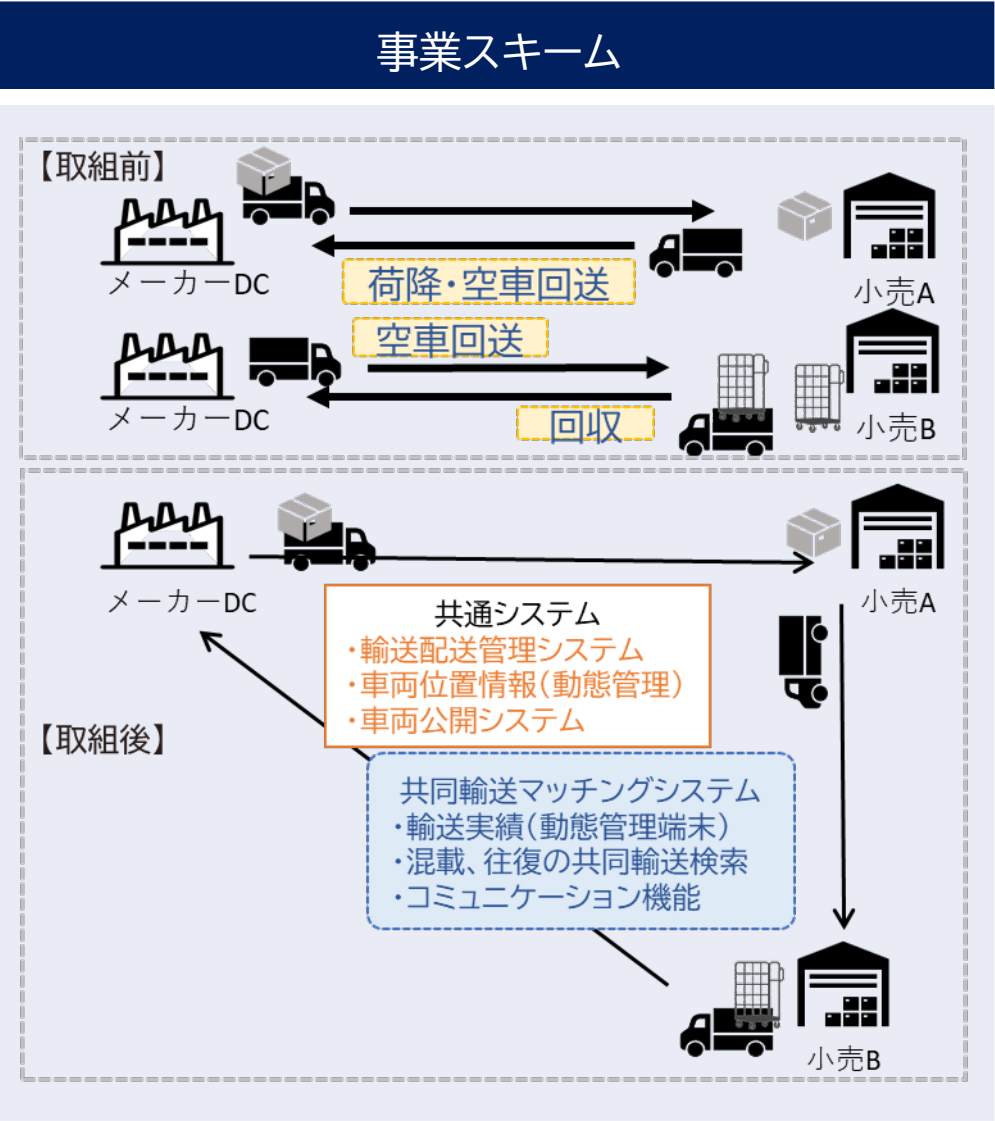 事業スキーム
【取組前】
メーカーDC
荷降・空車回送
小売A
空車回送
メーカーDC
回収
小売B
メーカーDC
小売A
共通システム
・輸送配送管理システム
・車両位置情報(動態管理)
・車両公開システム
【取組後】
共同輸送マッチングシステム
・輸送実績(動態管理端末)
・混載、往復の共同輸送検索
・コミュニケーション機能
小売B